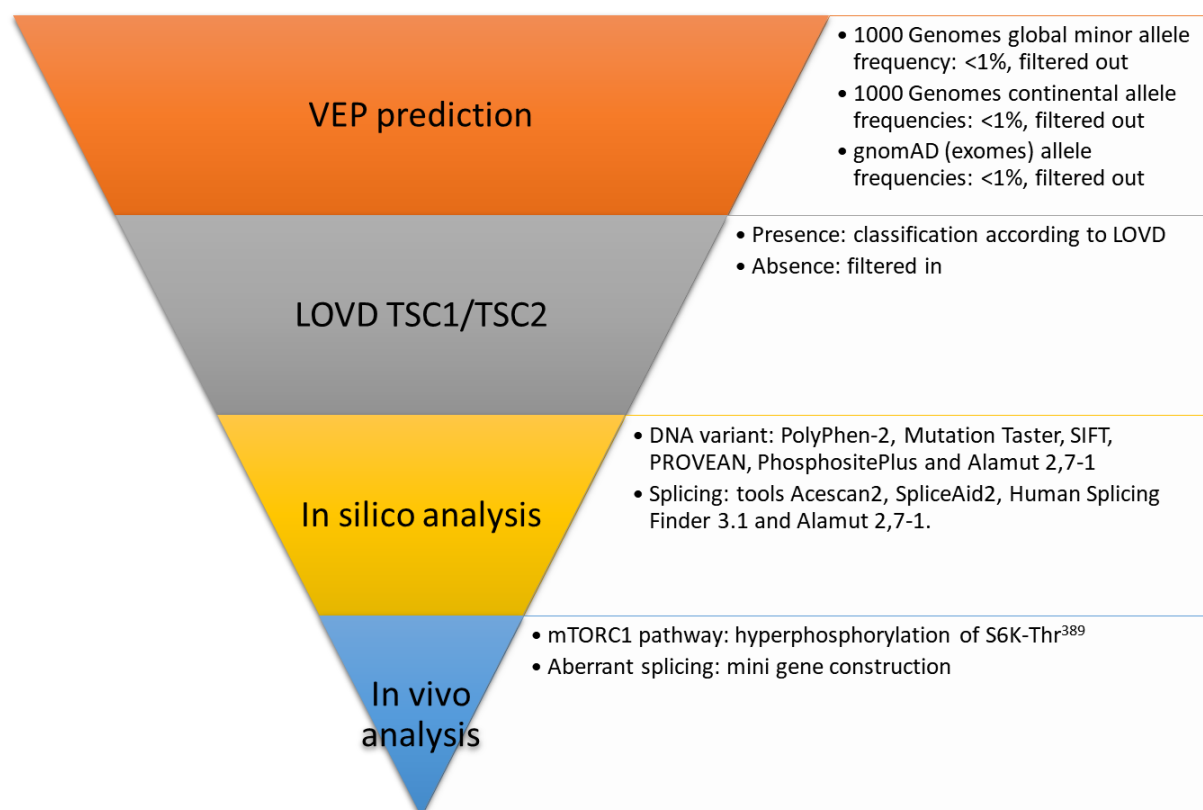 VEP prediction
• 1000 Genomes global minor allele
frequency: <1%, filtered out
• 1000 Genomes continental allele
frequencies: <1%, filtered out
• gnomAD (exomes) allele
frequencies: <1%, filtered out
LOVD TSC1/TSC2
• Presence: classification according to LOVD
• Absence: filtered in
In silico analysis
• DNA variant: PolyPhen-2, Mutation Taster, SIFT,
PROVEAN, PhosphositePlus and Alamut 2,7-1
• Splicing: tools Acescan2, SpliceAid2, Human Splicing
Finder 3.1 and Alamut 2,7-1.
In vivo
analysis
• mTORC1 pathway: hyperphosphorylation of S6K-Thr³⁸⁹
• Aberrant splicing: mini gene construction